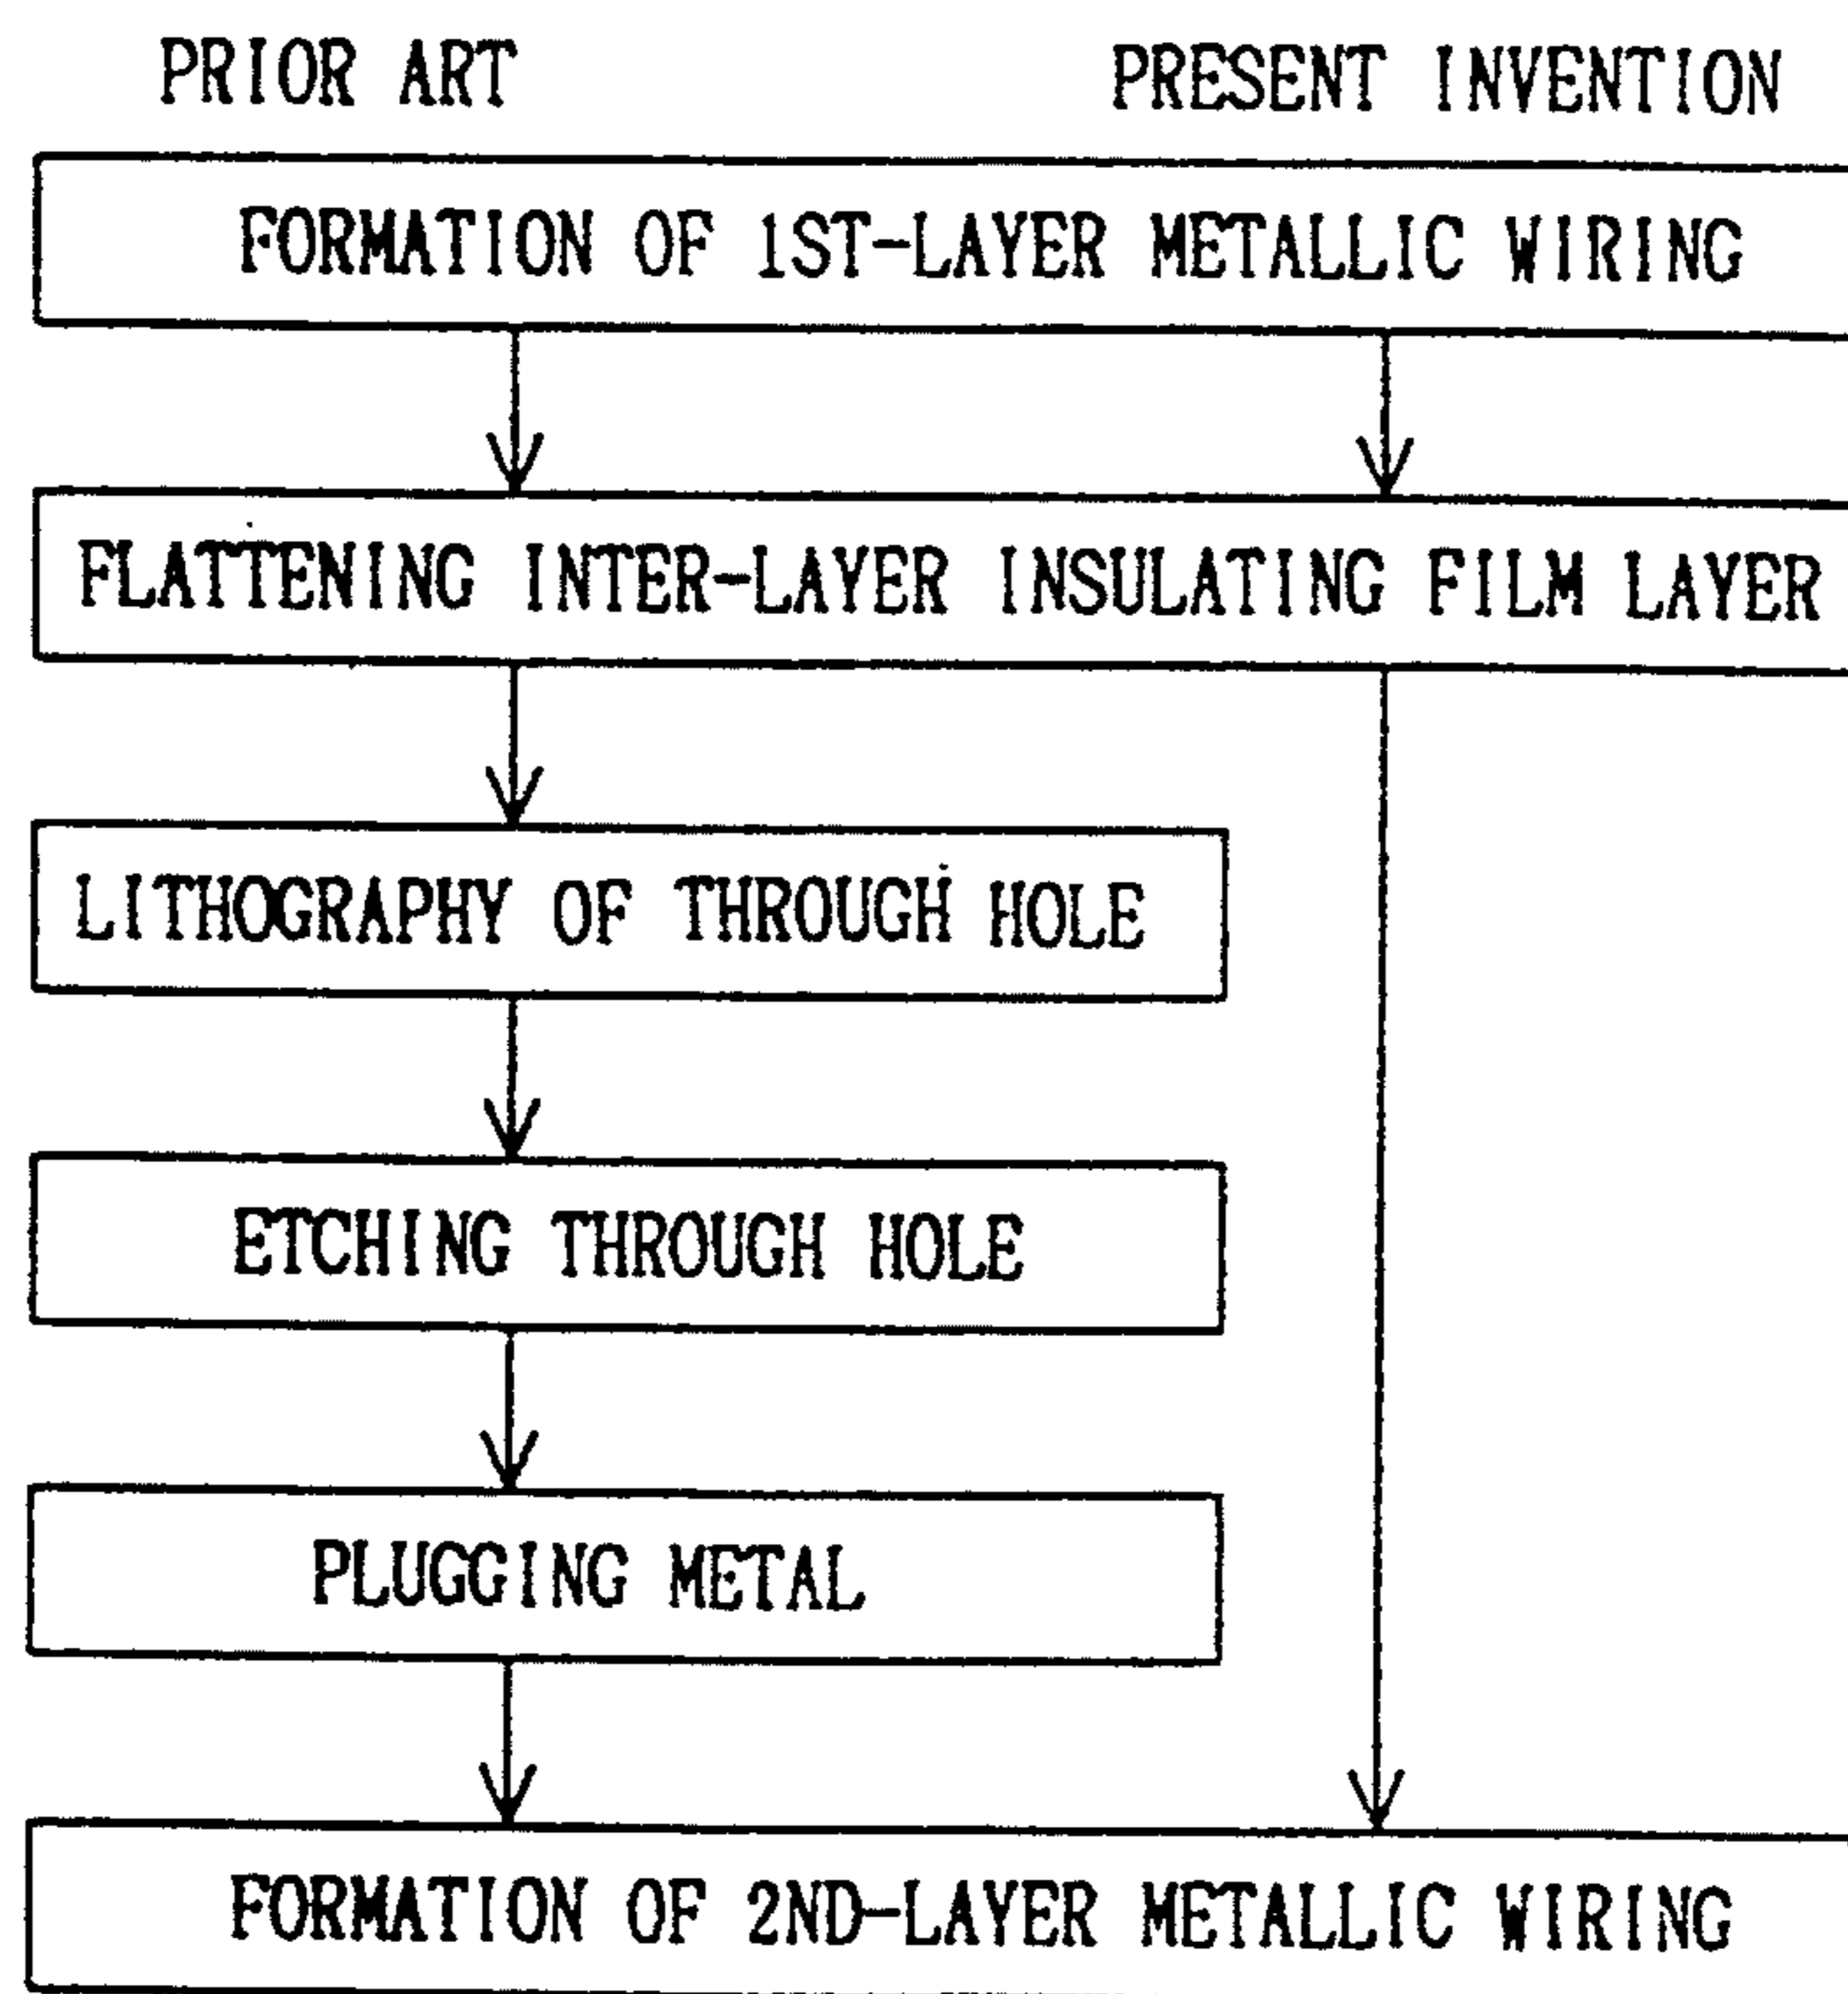 PRIOR ART
PRESENT INVENTION
FORMATION OF 1ST-LAYER METALLIC WIRING
FLATTENING INTER-LAYER INSULATING FILM LAYER
LITHOGRAPHY OF THROUGH HOLE
ETCHING THROUGH HOLE
PLUGGING METAL
FORMATION OF 2ND-LAYER METALLIC WIRING